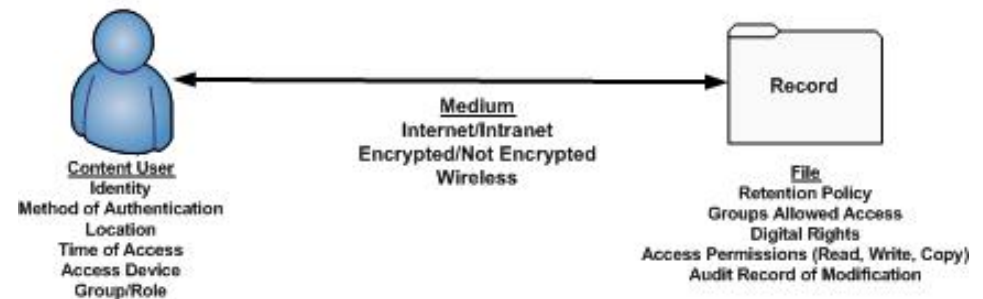 Record
Medium
Internet/Intranet
Encrypted/Not Encrypted
Wireless
Content User
Identity
Method of Authentication
Location
Time of Access
Access Device
Group/Role
File
Retention Policy
Groups Allowed Access
Digital Rights
Access Permissions (Read, Write, Copy)
Audit Record of Modification